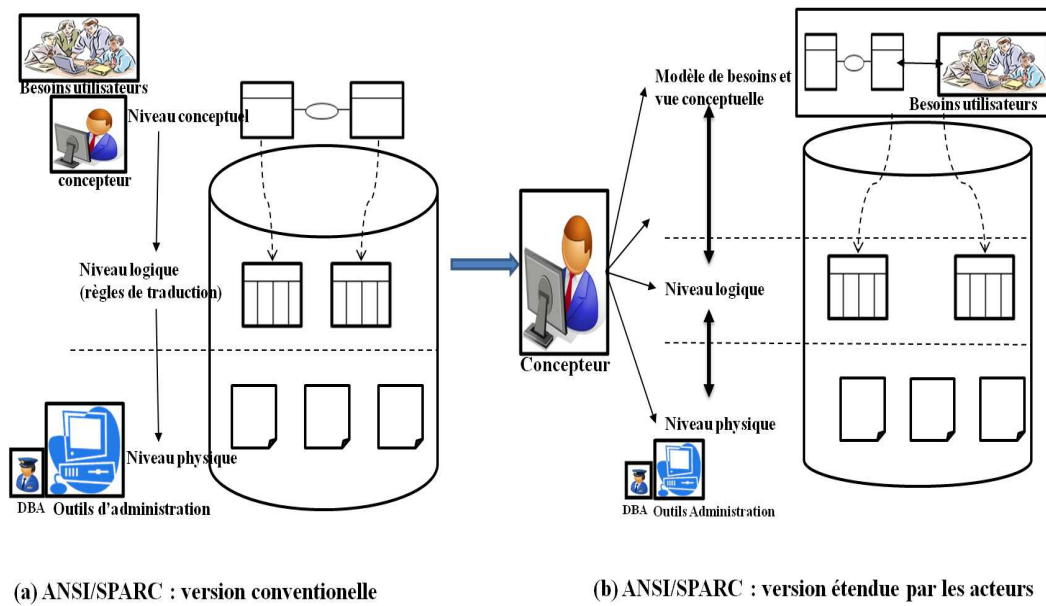 Besoins utilisateurs
Niveau conceptuel
concepteur
Niveau logique
(règles de traduction)
Niveau physique
DBA
Outils d'administration
(a) ANSI/SPARC : version conventionelle
Concepteur
Modèle de besoins et
vue conceptuelle
Besoins utilisateurs
Niveau logique
Niveau physique
DBA
Outils Administration
(b) ANSI/SPARC : version étendue par les acteurs